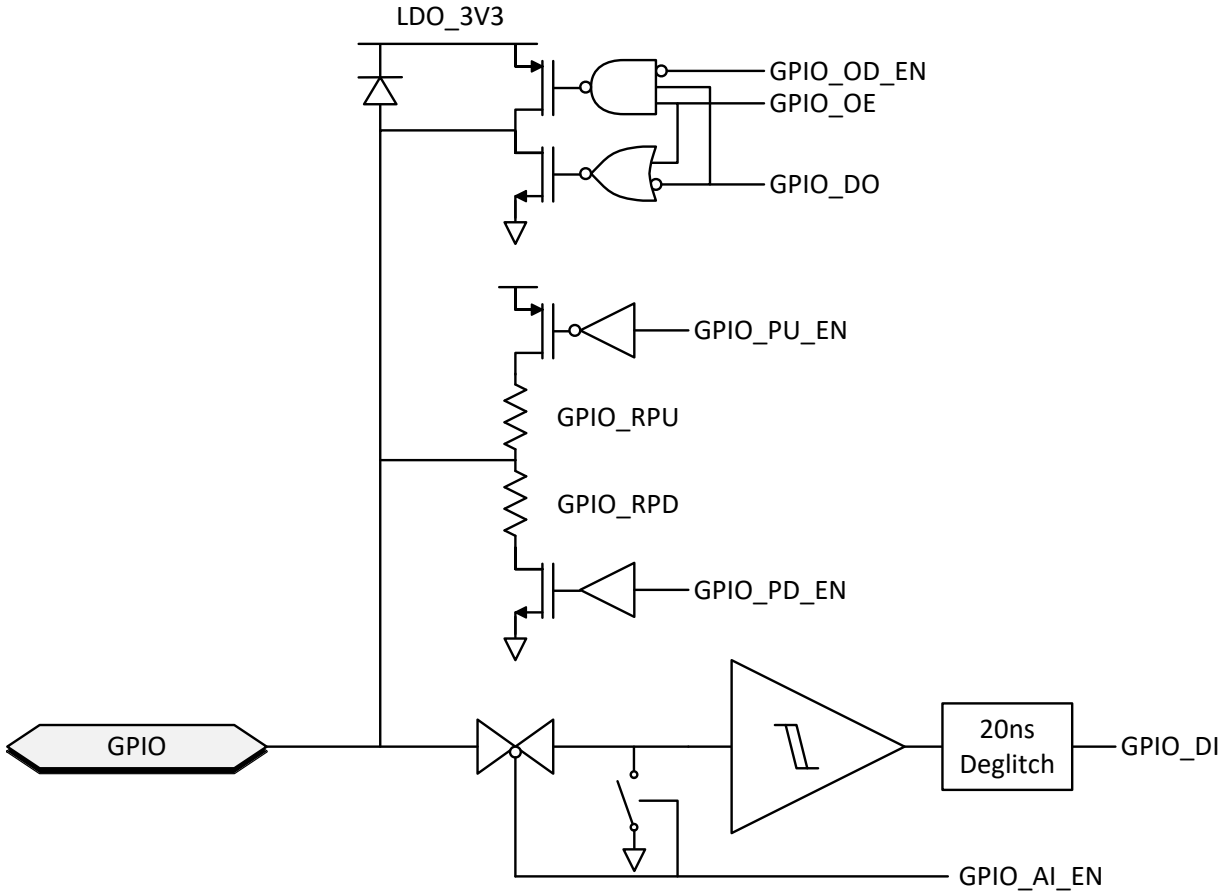 LDO_3V3
GPIO_OD_EN
GPIO_OE
GPIO_DO
GPIO_PU_EN
GPIO_RPU
GPIO_RPD
GPIO_PD_EN
GPIO
20ns
Deglitch
GPIO_DI
GPIO_AI_EN